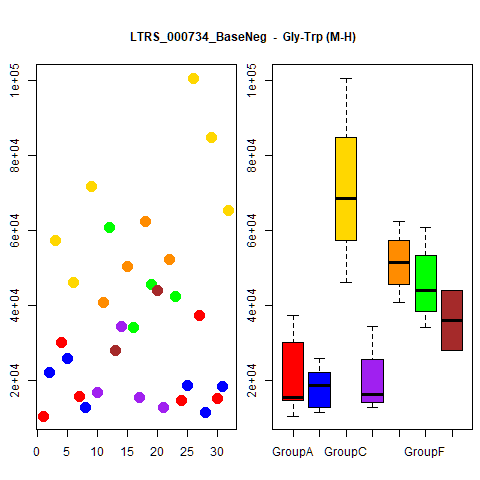 LTRS_000734_BaseNeg - Gly-Trp (M-H)
1e+05
8e+04
6e+04
4e+04
2e+04
0 5 10 15 20 25 30
1e+05
8e+04
6e+04
4e+04
2e+04
GroupA GroupC GroupF